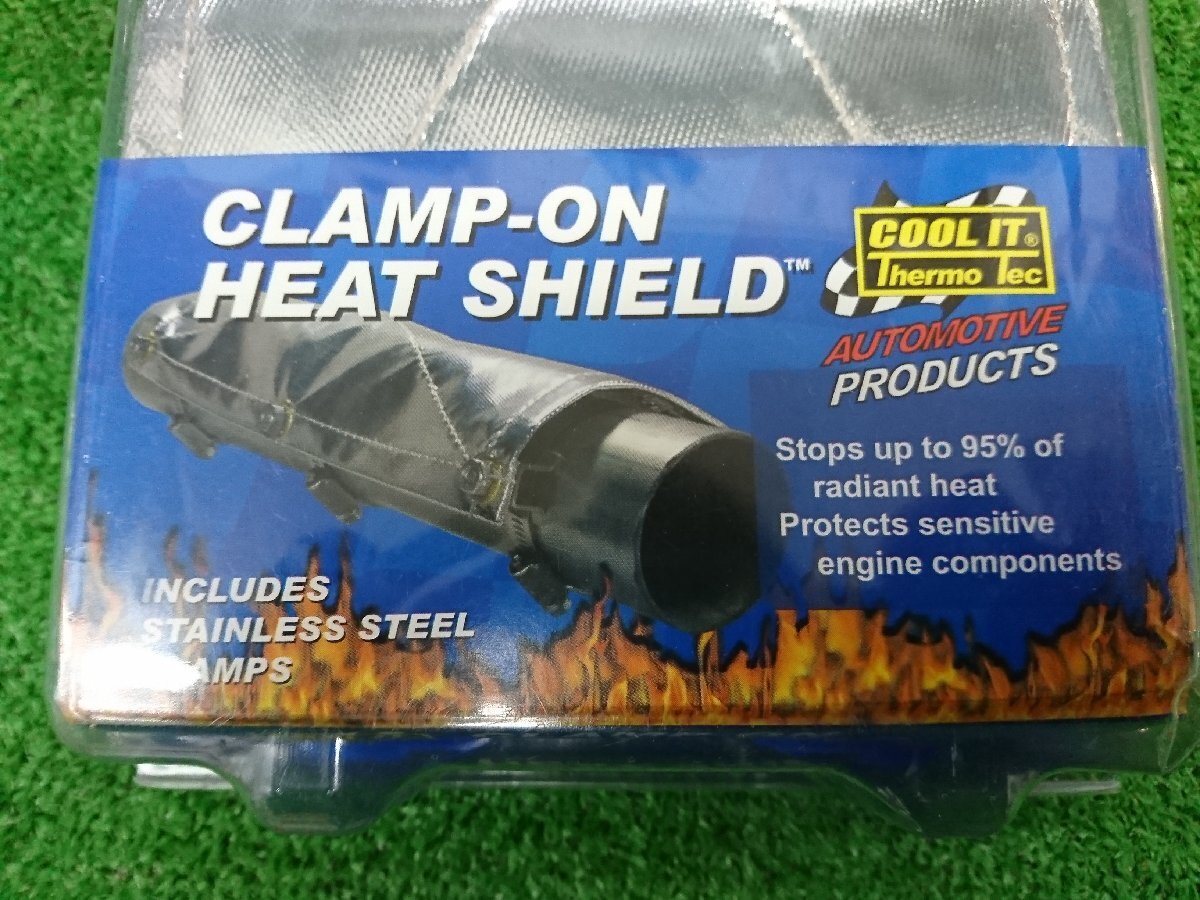 CLAMP-ON
HEAT SHIELD™
COOL IT®
Thermo Tec
AUTOMOTIVE
PRODUCTS
Stops up to 95% of
radiant heat
Protects sensitive
engine components
INCLUDES
STAINLESS STEEL
CLAMPS